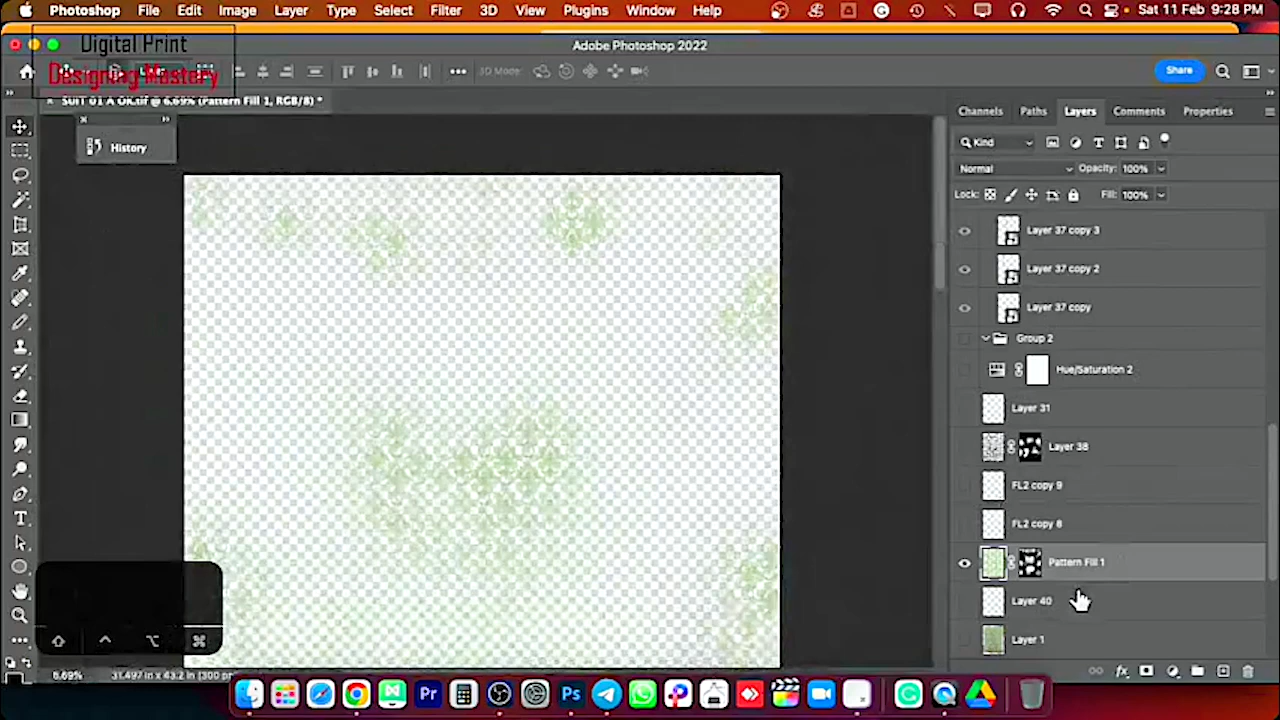 Photoshop File Edit Image Layer Type Select Filter 3D View Plugins Window Help Sat 11 Feb 9:28 PM
Digital Print
Designing Mastery
Adobe Photoshop 2022
3D Mode:
Share
SUIT 01 A OK.tif @ 6.69% (Pattern Fill 1, RGB/8) *
Channels Paths Layers Comments Properties
History
Kind
Normal Opacity: 100%
Lock: Fill: 100%
Layer 37 copy 3
Layer 37 copy 2
Layer 37 copy
Group 2
Hue/Saturation 2
Layer 31
Layer 38
FL2 copy 9
FL2 copy 8
Pattern Fill 1
Layer 40
Layer 1
6.69% 31.497 in x 43.2 in (300 pp